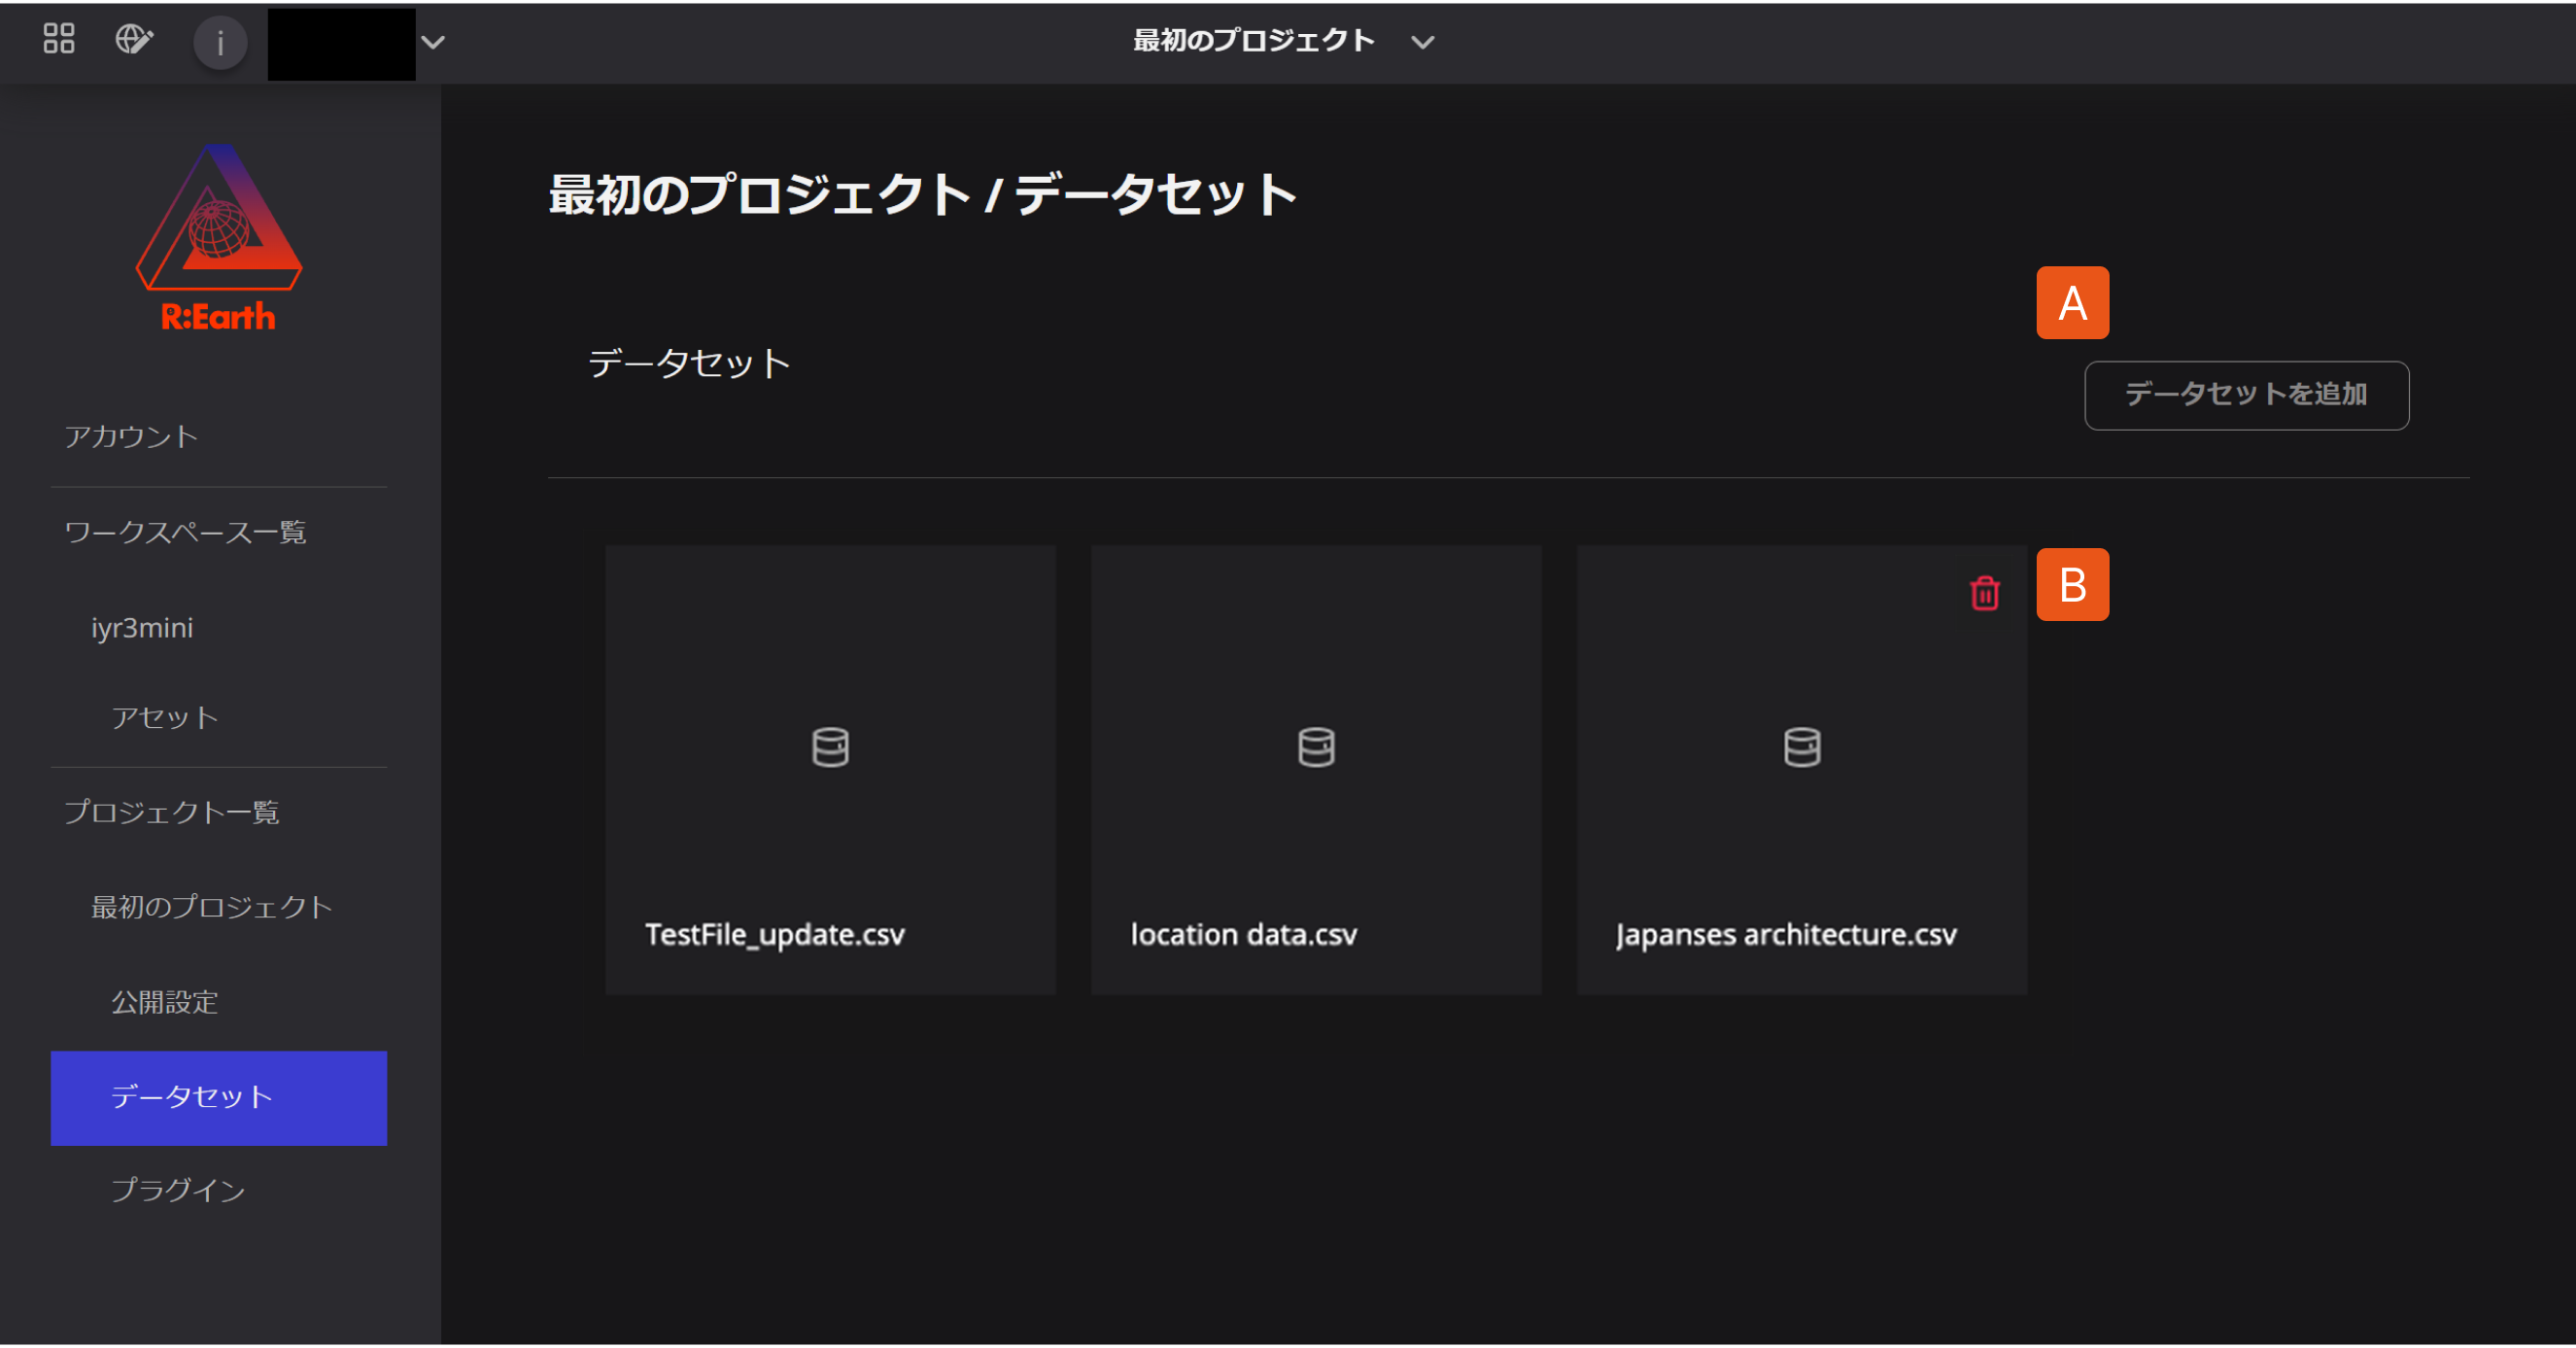 i
最初のプロジェクト
R:Earth
アカウント
ワークスペース一覧
iyr3mini
アセット
プロジェクト一覧
最初のプロジェクト
公開設定
データセット
プラグイン
最初のプロジェクト / データセット
A
データセット
データセットを追加
B
TestFile_update.csv
location data.csv
Japanses architecture.csv